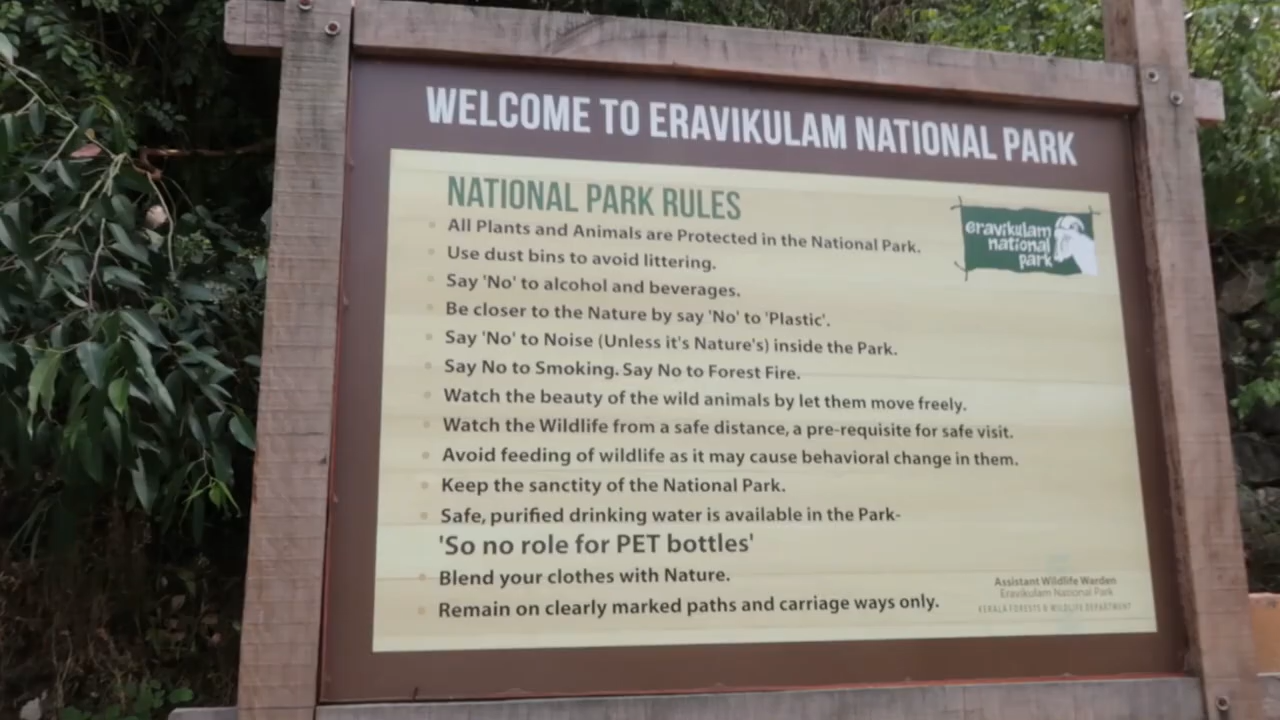 WELCOME TO ERAVIKULAM NATIONAL PARK
NATIONAL PARK RULES
eravikulam
national
park
All Plants and Animals are Protected in the National Park.
Use dust bins to avoid littering.
Say 'No' to alcohol and beverages.
Be closer to the Nature by say 'No' to 'Plastic'.
Say 'No' to Noise (Unless it's Nature's) inside the Park.
Say No to Smoking. Say No to Forest Fire.
Watch the beauty of the wild animals by let them move freely.
Watch the Wildlife from a safe distance, a pre-requisite for safe visit.
Avoid feeding of wildlife as it may cause behavioral change in them.
Keep the sanctity of the National Park.
Safe, purified drinking water is available in the Park-
'So no role for PET bottles'
Blend your clothes with Nature.
Remain on clearly marked paths and carriage ways only.
Assistant Wildlife Warden
Eravikulam National Park
KERALA FORESTS & WILDLIFE DEPARTMENT